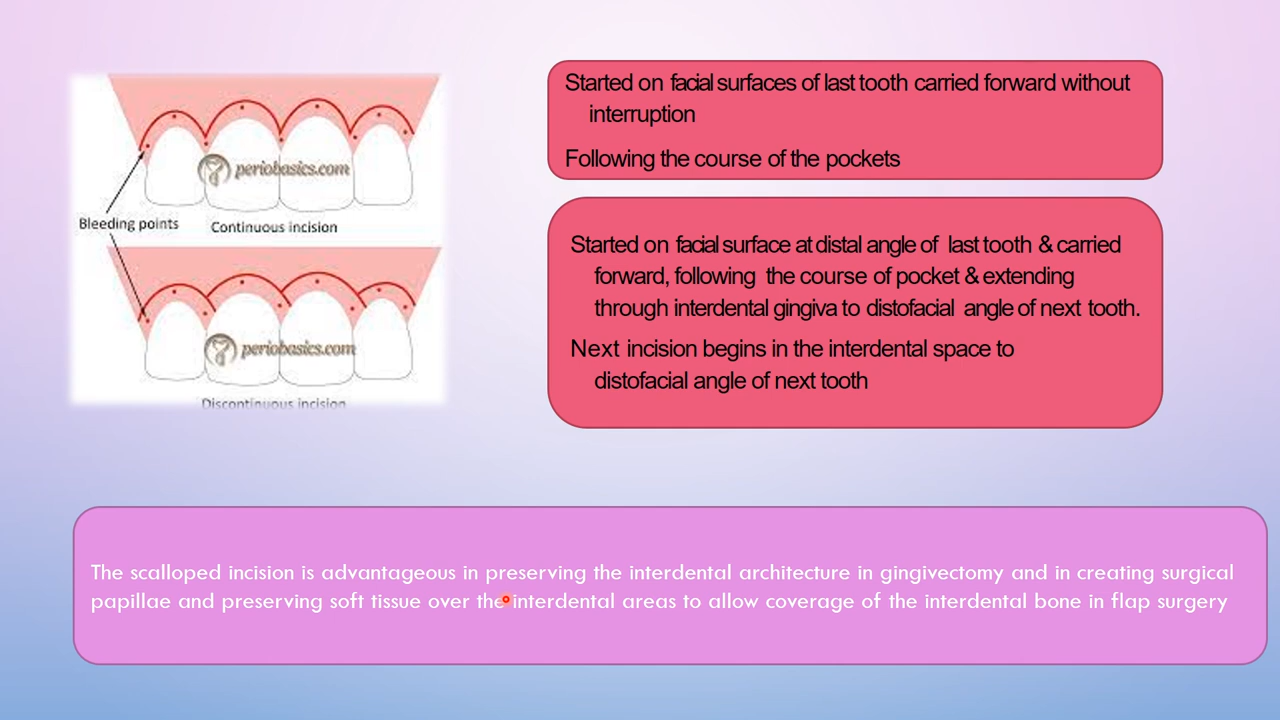 periobasics.com
Bleeding points
Continuous incision
periobasics.com
Discontinuous incision
Started on facial surfaces of last tooth carried forward without
interruption
Following the course of the pockets
Started on facial surface at distal angle of last tooth & carried
forward, following the course of pocket & extending
through interdental gingiva to distofacial angle of next tooth.
Next incision begins in the interdental space to
distofacial angle of next tooth
The scalloped incision is advantageous in preserving the interdental architecture in gingivectomy and in creating surgical
papillae and preserving soft tissue over the interdental areas to allow coverage of the interdental bone in flap surgery